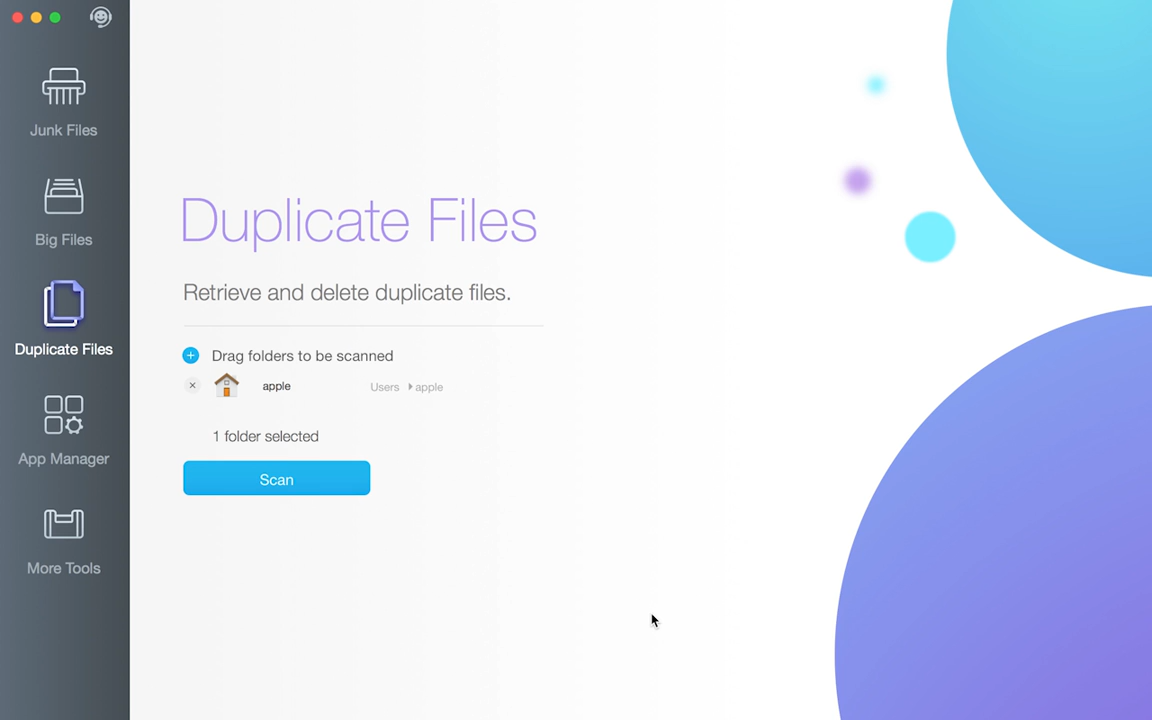 Junk Files
Big Files
Duplicate Files
App Manager
More Tools
Duplicate Files
Retrieve and delete duplicate files.
Drag folders to be scanned
apple Users apple
1 folder selected
Scan